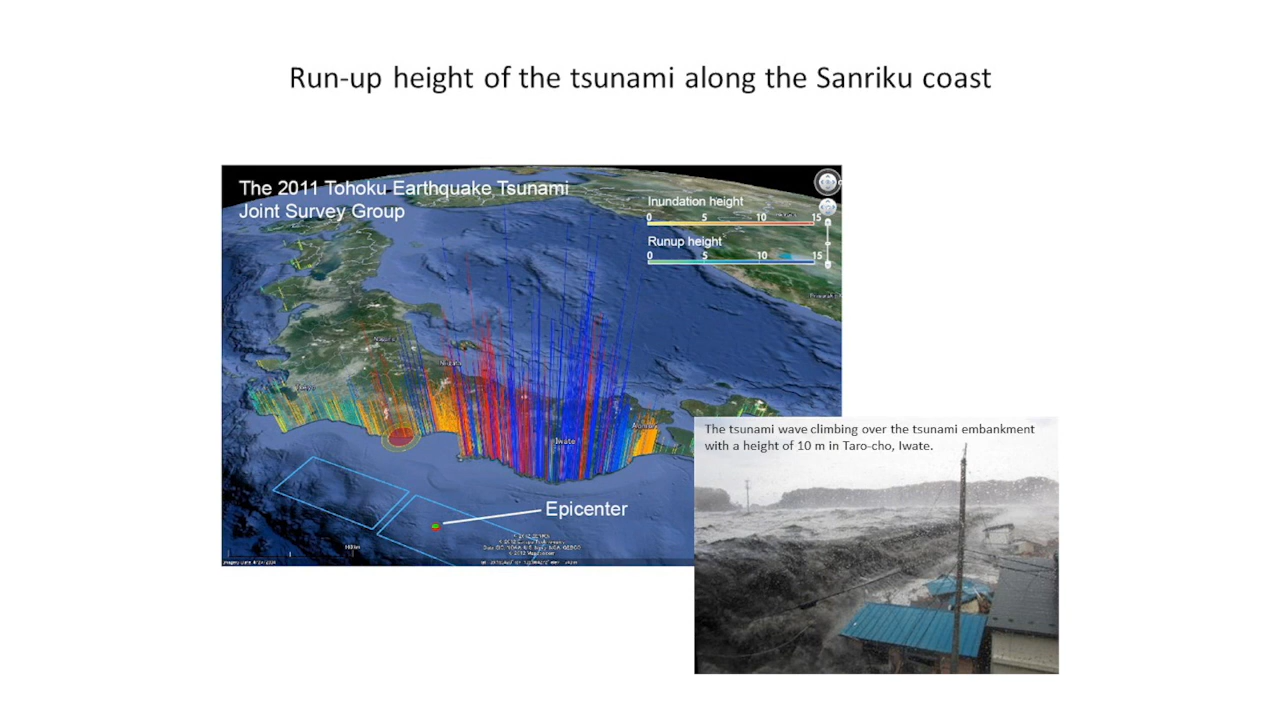 Run-up height of the tsunami along the Sanriku coast
The 2011 Tohoku Earthquake Tsunami
Joint Survey Group
Inundation height
0 5 10 15
Runup height
0 5 10 15
Niigata
Iwate
Epicenter
The tsunami wave climbing over the tsunami embankment
with a height of 10 m in Taro-cho, Iwate.